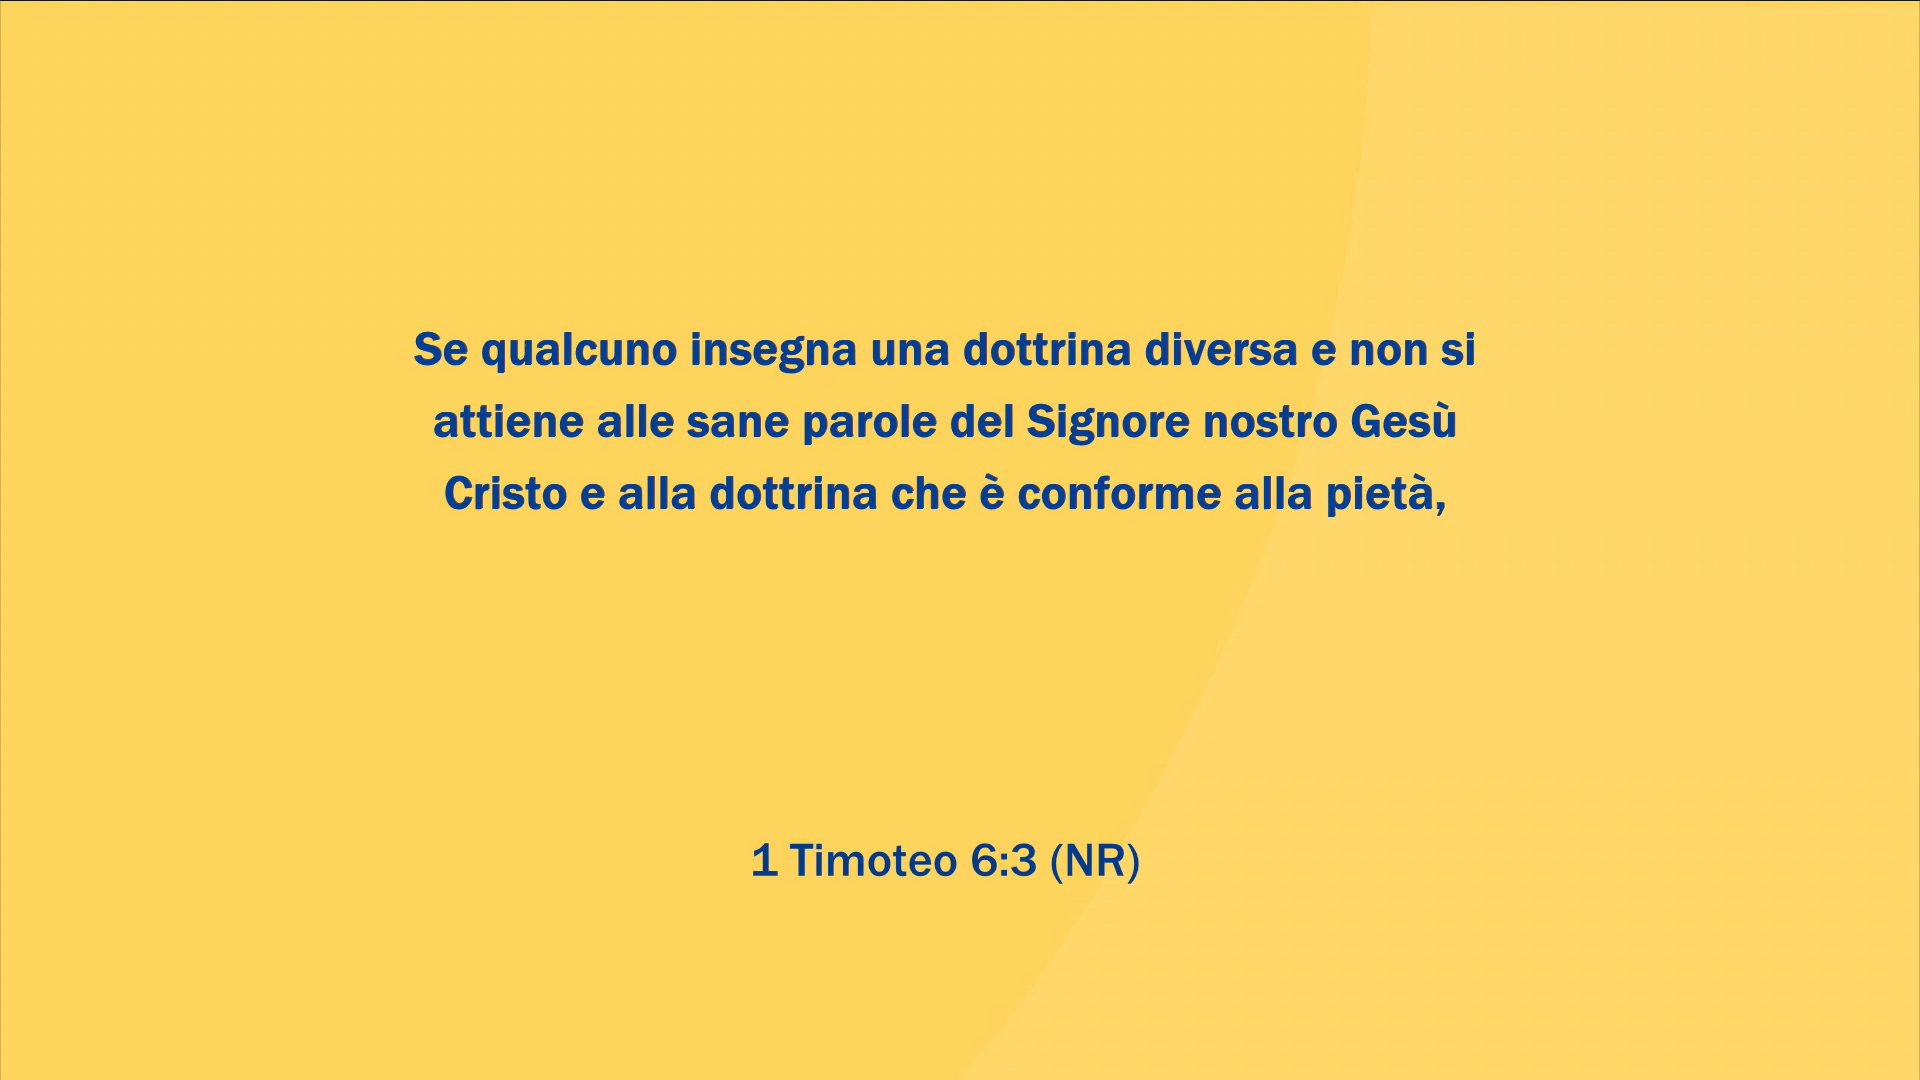 Se qualcuno insegna una dottrina diversa e non si
attiene alle sane parole del Signore nostro Gesù
Cristo e alla dottrina che è conforme alla pietà,
1 Timoteo 6:3 (NR)